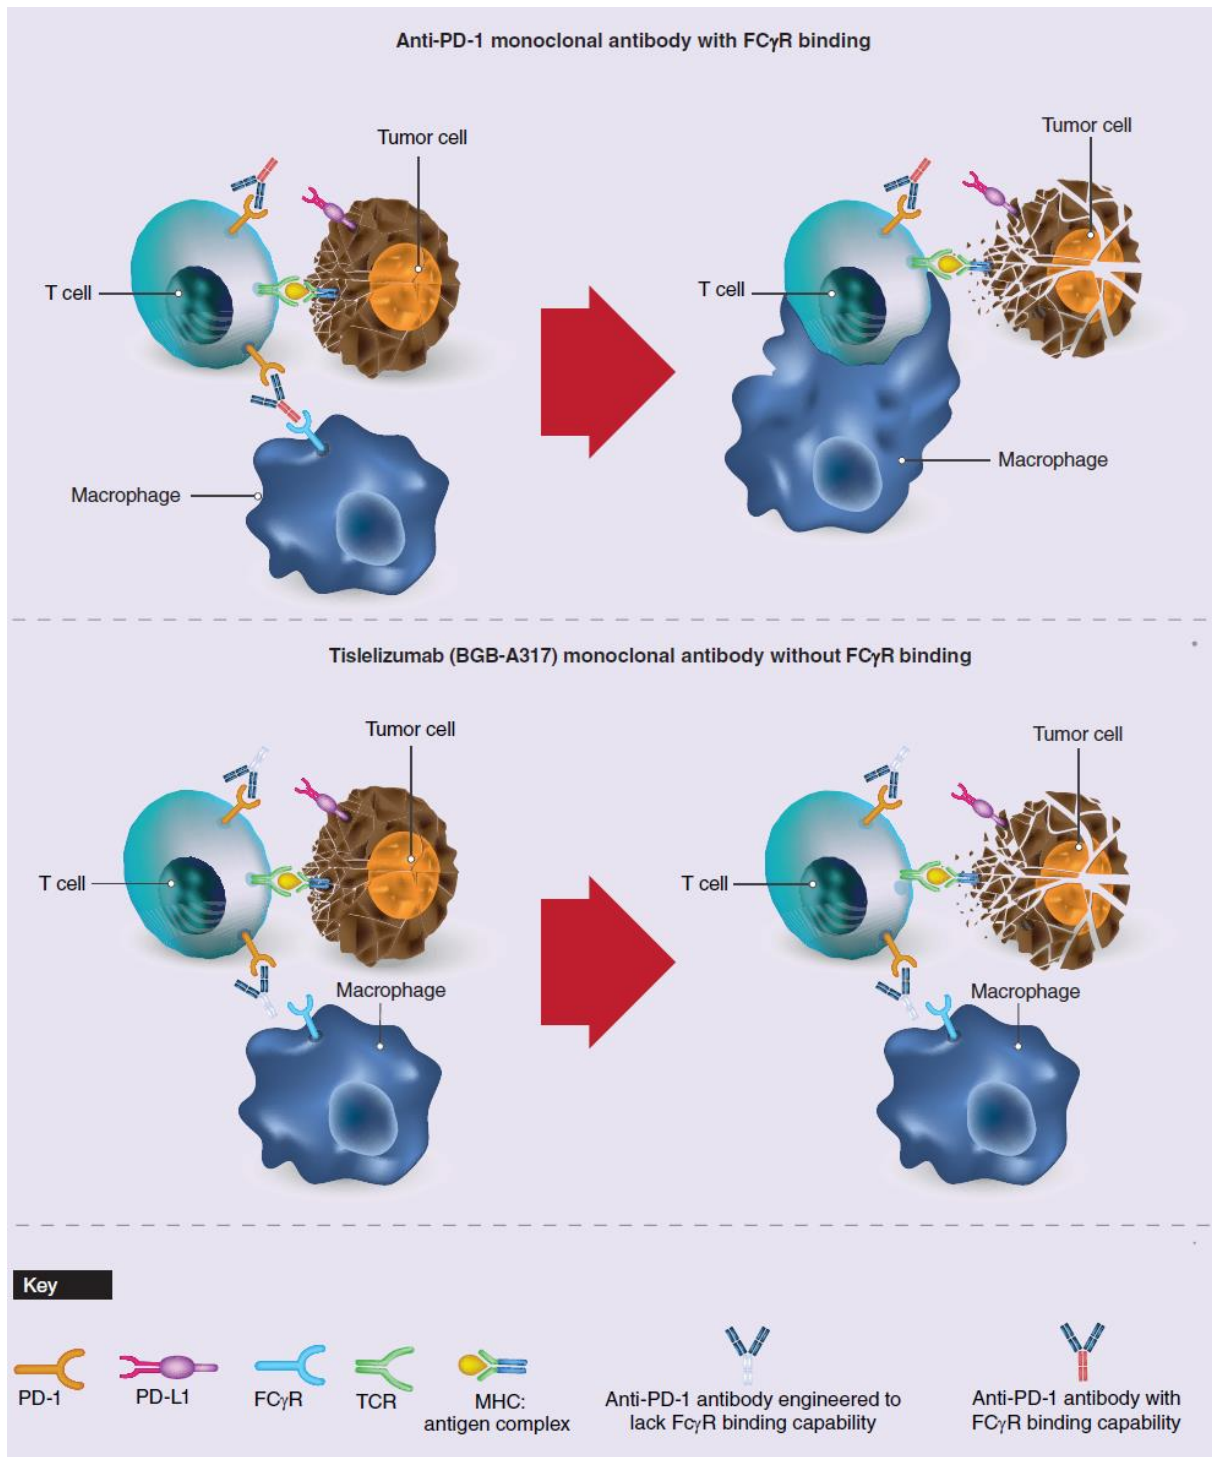 Anti-PD-1 monoclonal antibody with FCγR binding
Tumor cell
Tumor cell
T cell
T cell
Macrophage
Macrophage
Tislelizumab (BGB-A317) monoclonal antibody without FCγR binding
Tumor cell
Tumor cell
T cell
T cell
Macrophage
Macrophage
Key
PD-1
PD-L1
FCγR
TCR
MHC:
antigen complex
Anti-PD-1 antibody engineered to
lack FcγR binding capability
Anti-PD-1 antibody with
FCγR binding capability